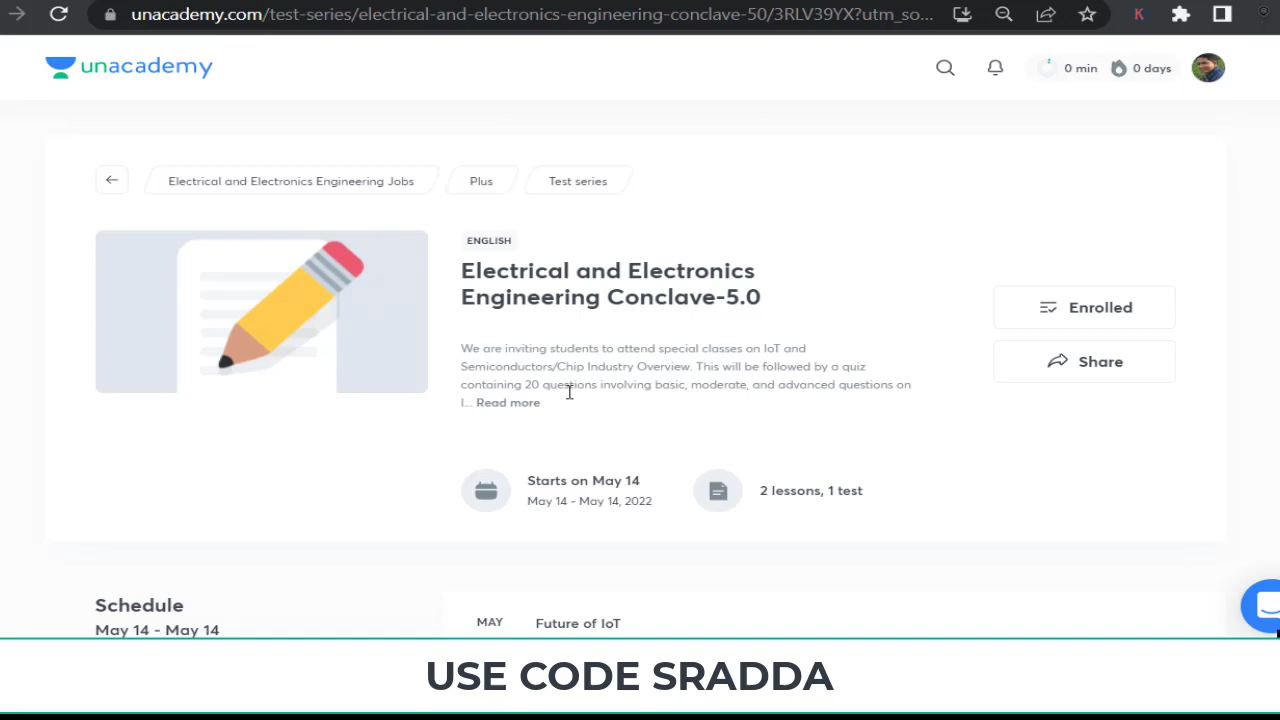 unacademy.com/test-series/electrical-and-electronics-engineering-conclave-50/3RLV39YX?utm_so...
K
unacademy
0 min
0 days
Electrical and Electronics Engineering Jobs
Plus
Test series
ENGLISH
Electrical and Electronics
Engineering Conclave-5.0
We are inviting students to attend special classes on IoT and
Semiconductors/Chip Industry Overview. This will be followed by a quiz
containing 20 questions involving basic, moderate, and advanced questions on
I... Read more
Enrolled
Share
Starts on May 14
May 14 - May 14, 2022
2 lessons, 1 test
Schedule
May 14 - May 14
MAY
Future of IoT
USE CODE SRADDA